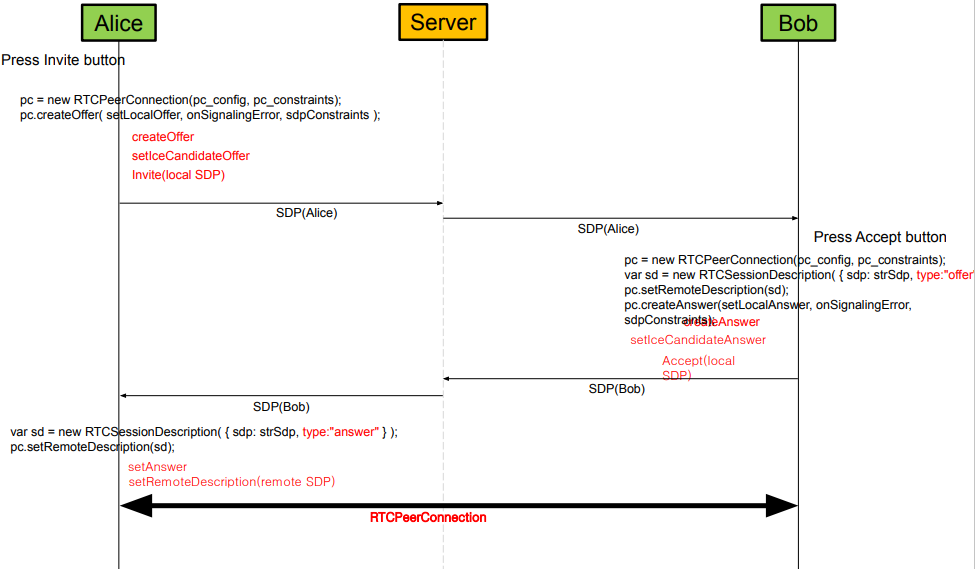 Alice
Server
Bob
Press Invite button
pc = new RTCPeerConnection(pc_config, pc_constraints);
pc.createOffer( setLocalOffer, onSignalingError, sdpConstraints );
createOffer
setIceCandidateOffer
Invite(local SDP)
SDP(Alice)
SDP(Alice)
Press Accept button
pc = new RTCPeerConnection(pc_config, pc_constraints);
var sd = new RTCSessionDescription( { sdp: strSdp, type:"offer"
pc.setRemoteDescription(sd);
pc.createAnswer(setLocalAnswer, onSignalingError,
sdpConstraints);
createAnswer
setIceCandidateAnswer
Accept(local
SDP)
SDP(Bob)
SDP(Bob)
var sd = new RTCSessionDescription( { sdp: strSdp, type:"answer" } );
pc.setRemoteDescription(sd);
setAnswer
setRemoteDescription(remote SDP)
RTCPeerConnection